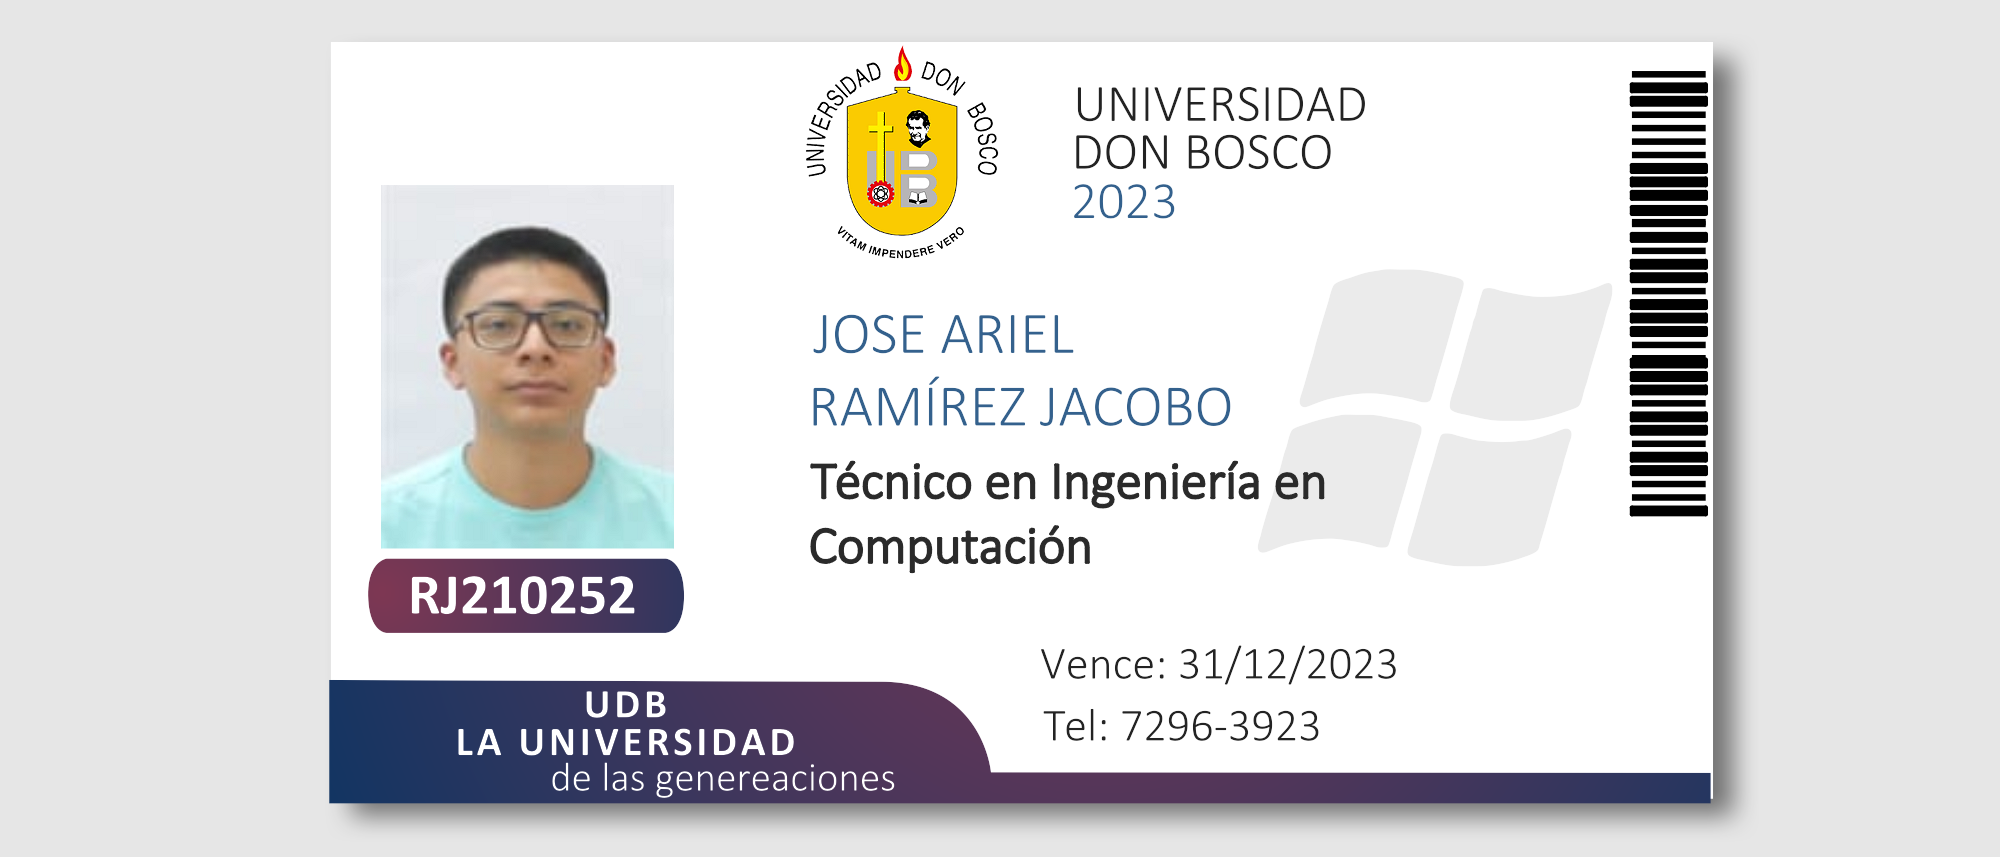 UNIVERSIDAD DON BOSCO
VITAM IMPENDERE VERO
UNIVERSIDAD
DON BOSCO
2023
JOSE ARIEL
RAMÍREZ JACOBO
Técnico en Ingeniería en
Computación
RJ210252
Vence: 31/12/2023
Tel: 7296-3923
UDB
LA UNIVERSIDAD
de las genereaciones